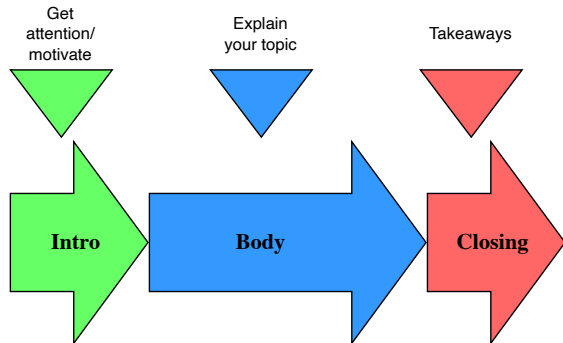 Get
attention/
motivate
Explain
your topic
Takeaways
Intro
Body
Closing